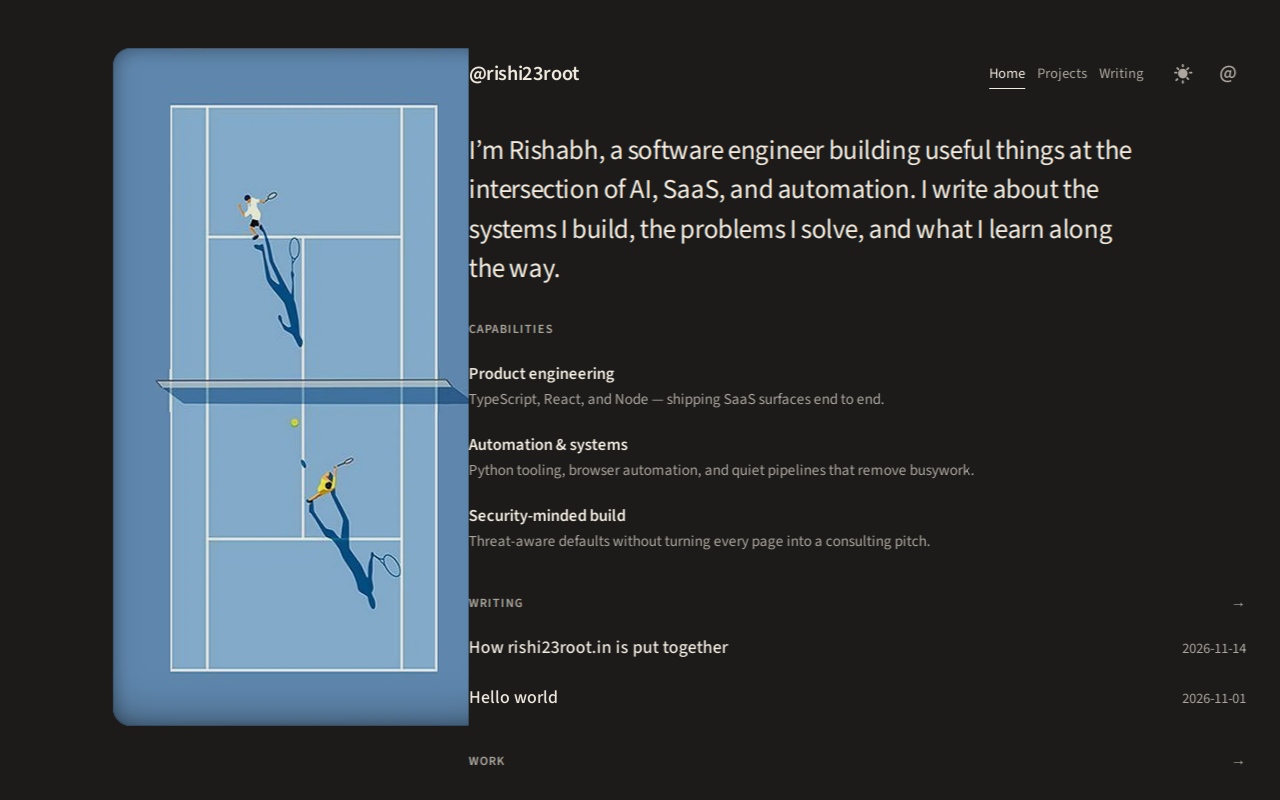 @rishi23root
Home Projects Writing @
I’m Rishabh, a software engineer building useful things at the
intersection of AI, SaaS, and automation. I write about the
systems I build, the problems I solve, and what I learn along
the way.
CAPABILITIES
Product engineering
TypeScript, React, and Node — shipping SaaS surfaces end to end.
Automation & systems
Python tooling, browser automation, and quiet pipelines that remove busywork.
Security-minded build
Threat-aware defaults without turning every page into a consulting pitch.
WRITING →
How rishi23root.in is put together 2026-11-14
Hello world 2026-11-01
WORK →